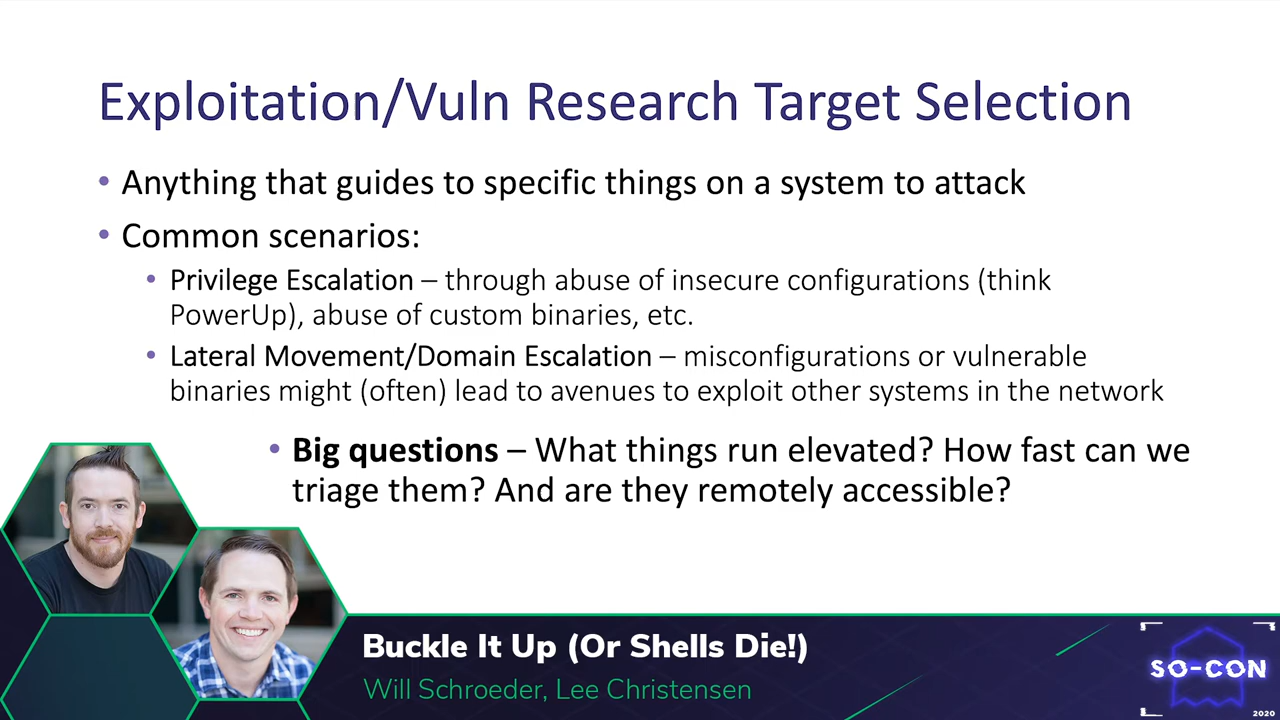 Exploitation/Vuln Research Target Selection
• Anything that guides to specific things on a system to attack
• Common scenarios:
• Privilege Escalation – through abuse of insecure configurations (think
PowerUp), abuse of custom binaries, etc.
• Lateral Movement/Domain Escalation – misconfigurations or vulnerable
binaries might (often) lead to avenues to exploit other systems in the network
• Big questions – What things run elevated? How fast can we
triage them? And are they remotely accessible?
Buckle It Up (Or Shells Die!)
Will Schroeder, Lee Christensen
SO-CON
2020